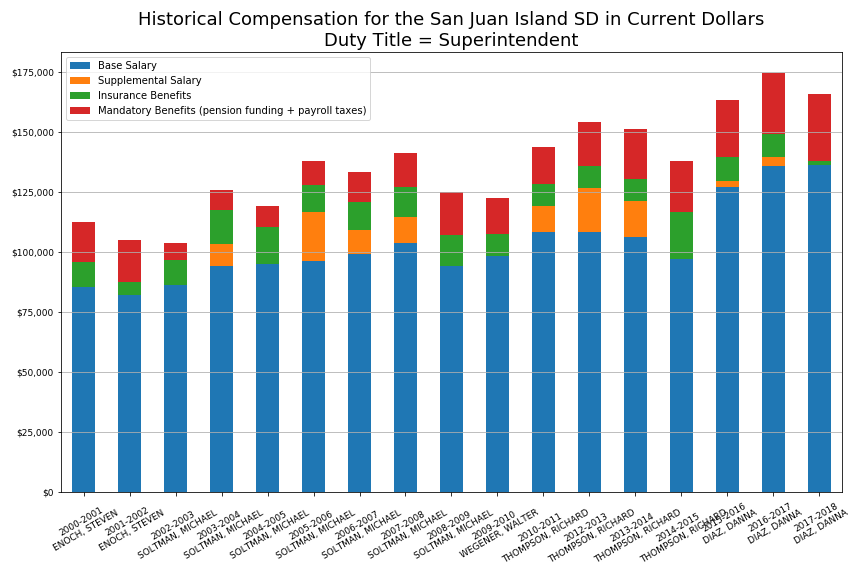 Historical Compensation for the San Juan Island SD in Current Dollars
Duty Title = Superintendent
Base Salary
Supplemental Salary
Insurance Benefits
Mandatory Benefits (pension funding + payroll taxes)
$175,000
$150,000
$125,000
$100,000
$75,000
$50,000
$25,000
$0
2000-2001
ENOCH, STEVEN
2001-2002
ENOCH, STEVEN
2002-2003
SOLTMAN, MICHAEL
2003-2004
SOLTMAN, MICHAEL
2004-2005
SOLTMAN, MICHAEL
2005-2006
SOLTMAN, MICHAEL
2006-2007
SOLTMAN, MICHAEL
2007-2008
SOLTMAN, MICHAEL
2008-2009
SOLTMAN, MICHAEL
2009-2010
WEGENER, WALTER
2010-2011
THOMPSON, RICHARD
2012-2013
THOMPSON, RICHARD
2013-2014
THOMPSON, RICHARD
2014-2015
THOMPSON, RICHARD
2015-2016
DIAZ, DANNA
2016-2017
DIAZ, DANNA
2017-2018
DIAZ, DANNA